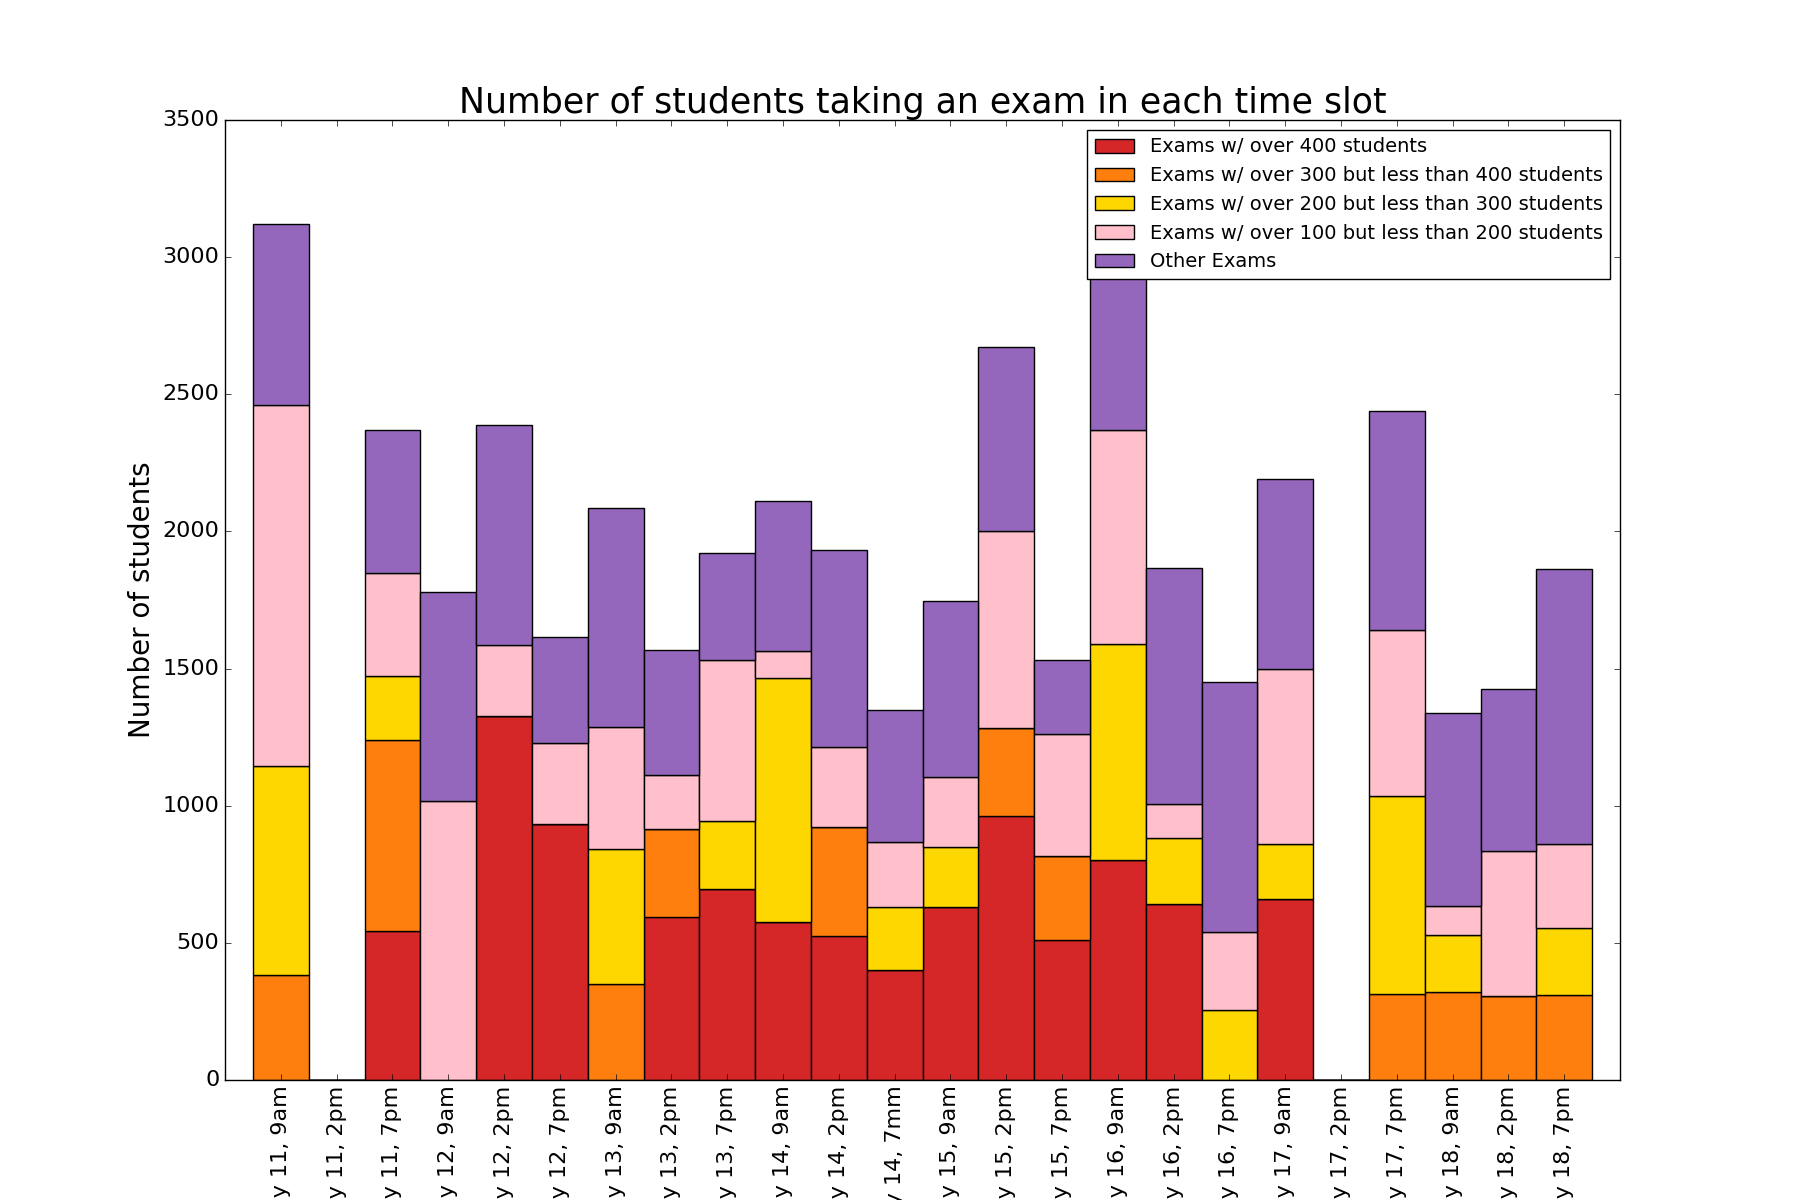 Number of students taking an exam in each time slot
Exams w/ over 400 students
Exams w/ over 300 but less than 400 students
Exams w/ over 200 but less than 300 students
Exams w/ over 100 but less than 200 students
Other Exams
Number of students
3500
3000
2500
2000
1500
1000
500
0
y 11, 9am
y 11, 2pm
y 11, 7pm
y 12, 9am
y 12, 2pm
y 12, 7pm
y 13, 9am
y 13, 2pm
y 13, 7pm
y 14, 9am
y 14, 2pm
y 14, 7mm
y 15, 9am
y 15, 2pm
y 15, 7pm
y 16, 9am
y 16, 2pm
y 16, 7pm
y 17, 9am
y 17, 2pm
y 17, 7pm
y 18, 9am
y 18, 2pm
y 18, 7pm